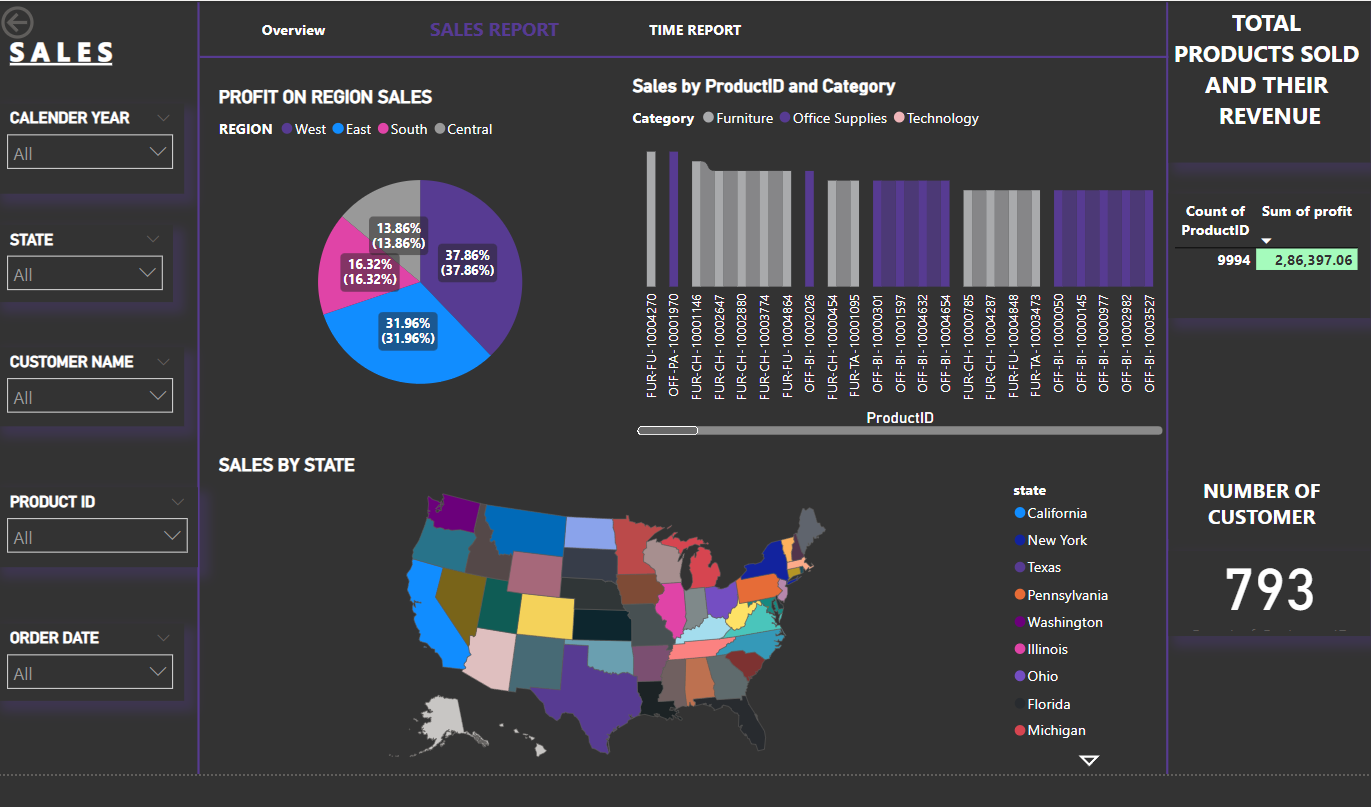 SALES
Overview
SALES REPORT
TIME REPORT
CALENDER YEAR
All
STATE
All
CUSTOMER NAME
All
PRODUCT ID
All
ORDER DATE
All
PROFIT ON REGION SALES
REGION West East South Central
13.86%
(13.86%)
37.86%
(37.86%)
16.32%
(16.32%)
31.96%
(31.96%)
Sales by ProductID and Category
Category Furniture Office Supplies Technology
FUR-FU-10004270
OFF-PA-10001970
FUR-CH-10001146
FUR-CH-10002647
FUR-CH-10002880
FUR-CH-10003774
FUR-FU-10004864
OFF-BI-10002026
FUR-CH-10000454
FUR-TA-10001095
OFF-BI-10000301
OFF-BI-10001597
OFF-BI-10004632
OFF-BI-10004654
FUR-CH-10000785
FUR-CH-10004287
FUR-FU-10004848
FUR-TA-10003473
OFF-BI-10000050
OFF-BI-10000145
OFF-BI-10000977
OFF-BI-10002982
OFF-BI-10003527
ProductID
SALES BY STATE
state
California
New York
Texas
Pennsylvania
Washington
Illinois
Ohio
Florida
Michigan
TOTAL
PRODUCTS SOLD
AND THEIR
REVENUE
Count of ProductID
Sum of profit
9994 2,86,397.06
NUMBER OF
CUSTOMER
793